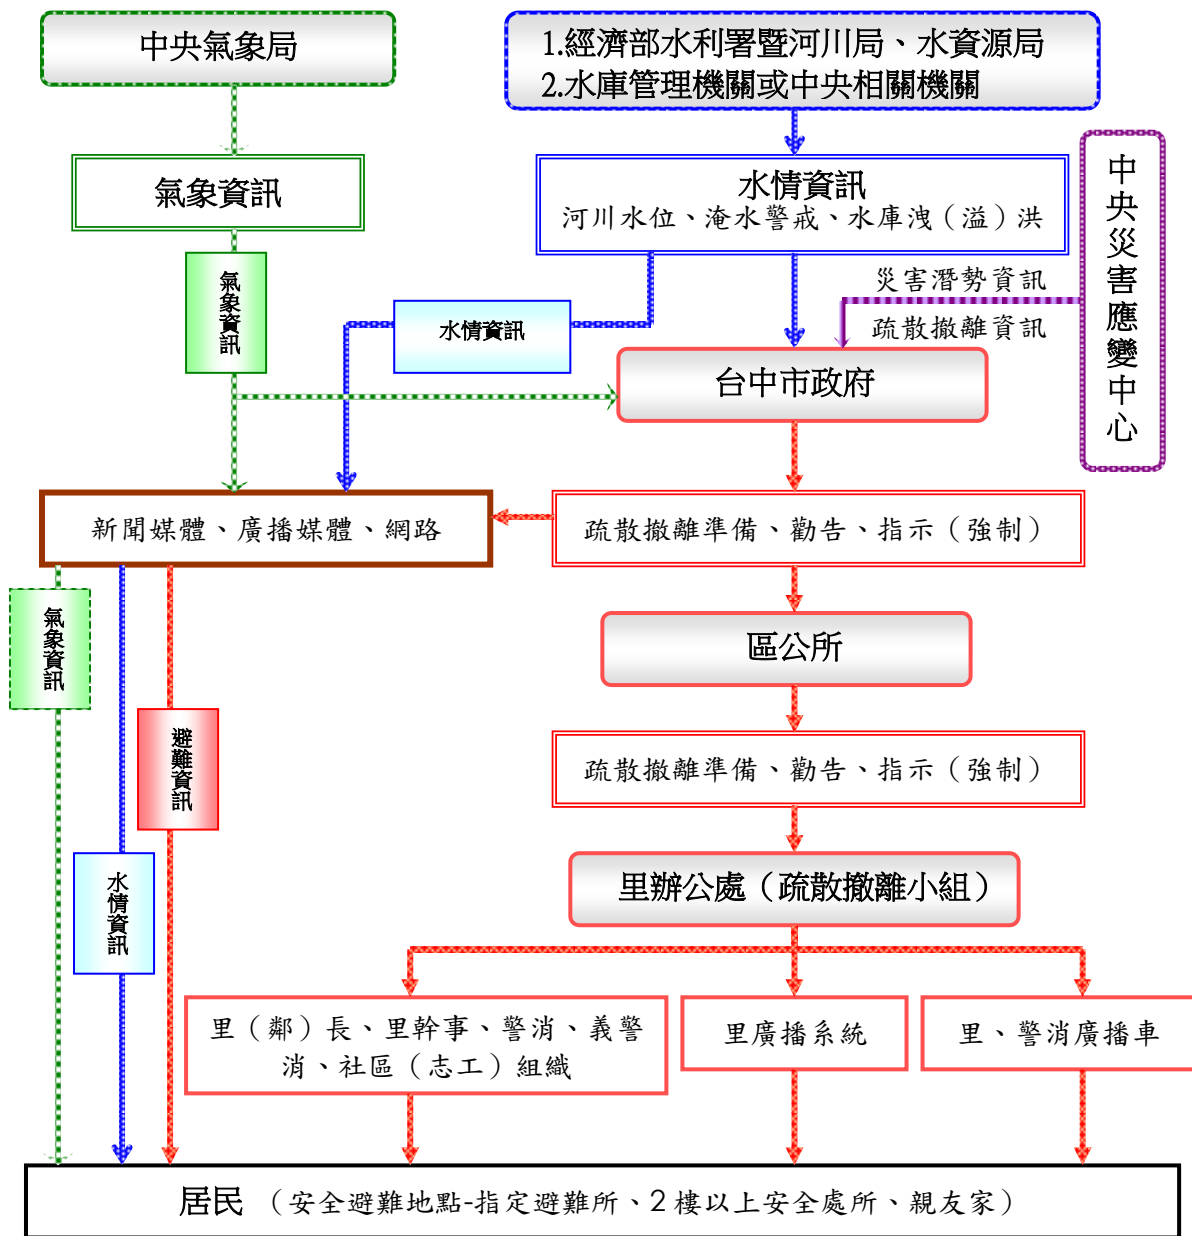 中央氣象局
1.經濟部水利署暨河川局、水資源局
2.水庫管理機關或中央相關機關
中央災害應變中心
氣象資訊
水情資訊
河川水位、淹水警戒、水庫洩（溢）洪
氣象資訊
水情資訊
災害潛勢資訊
疏散撤離資訊
台中市政府
新聞媒體、廣播媒體、網路
疏散撤離準備、勸告、指示（強制）
氣象資訊
區公所
避難資訊
疏散撤離準備、勸告、指示（強制）
水情資訊
里辦公處（疏散撤離小組）
里（鄰）長、里幹事、警消、義警
消、社區（志工）組織
里廣播系統
里、警消廣播車
居民（安全避難地點-指定避難所、2樓以上安全處所、親友家）